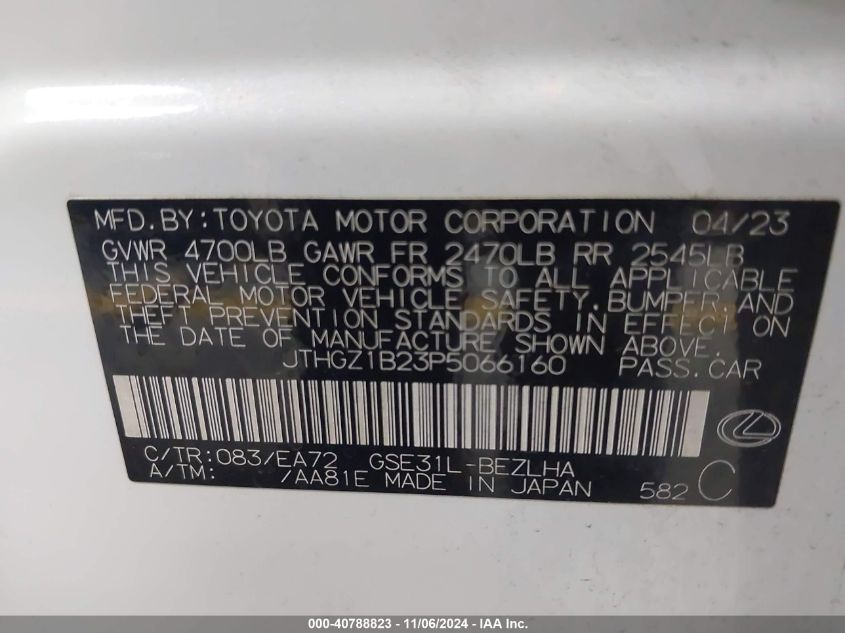 MFD.BY:TOYOTA MOTOR CORPORATION 04/23
GVWR 4700LB GAWR FR 2470LB RR 2545LB
THIS VEHICLE CONFORMS TO ALL APPLICABLE
FEDERAL MOTOR VEHICLE SAFETY, BUMPER, AND
THEFT PREVENTION STANDARDS IN EFFECT ON
THE DATE OF MANUFACTURE SHOWN ABOVE.
JTHGZ1B23P5066160 PASS.CAR
C/TR:083/EA72 GSE31L-BEZLHA
A/TM: /AA81E MADE IN JAPAN 582 C
000-40788823 - 11/06/2024 - IAA Inc.